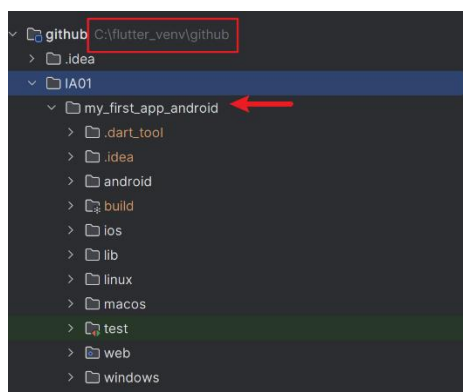 github C:\flutter_venv\github
.idea
IA01
my_first_app_android
.dart_tool
.idea
android
build
ios
lib
linux
macos
test
web
windows